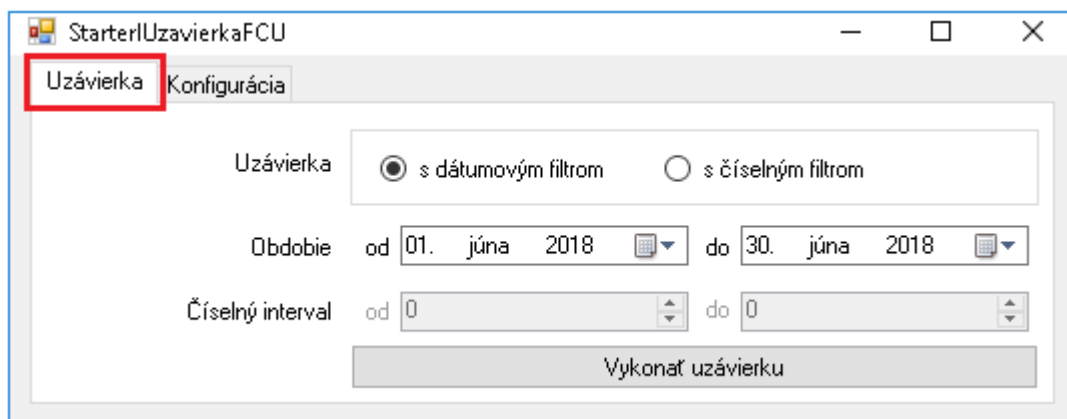 StarterIUzavierkaFCU
Uzávierka Konfigurácia
Uzávierka s dátumovým filtrom s číselným filtrom
Obdobie od 01. júna 2018 do 30. júna 2018
Číselný interval od 0 do 0
Vykonať uzávierku